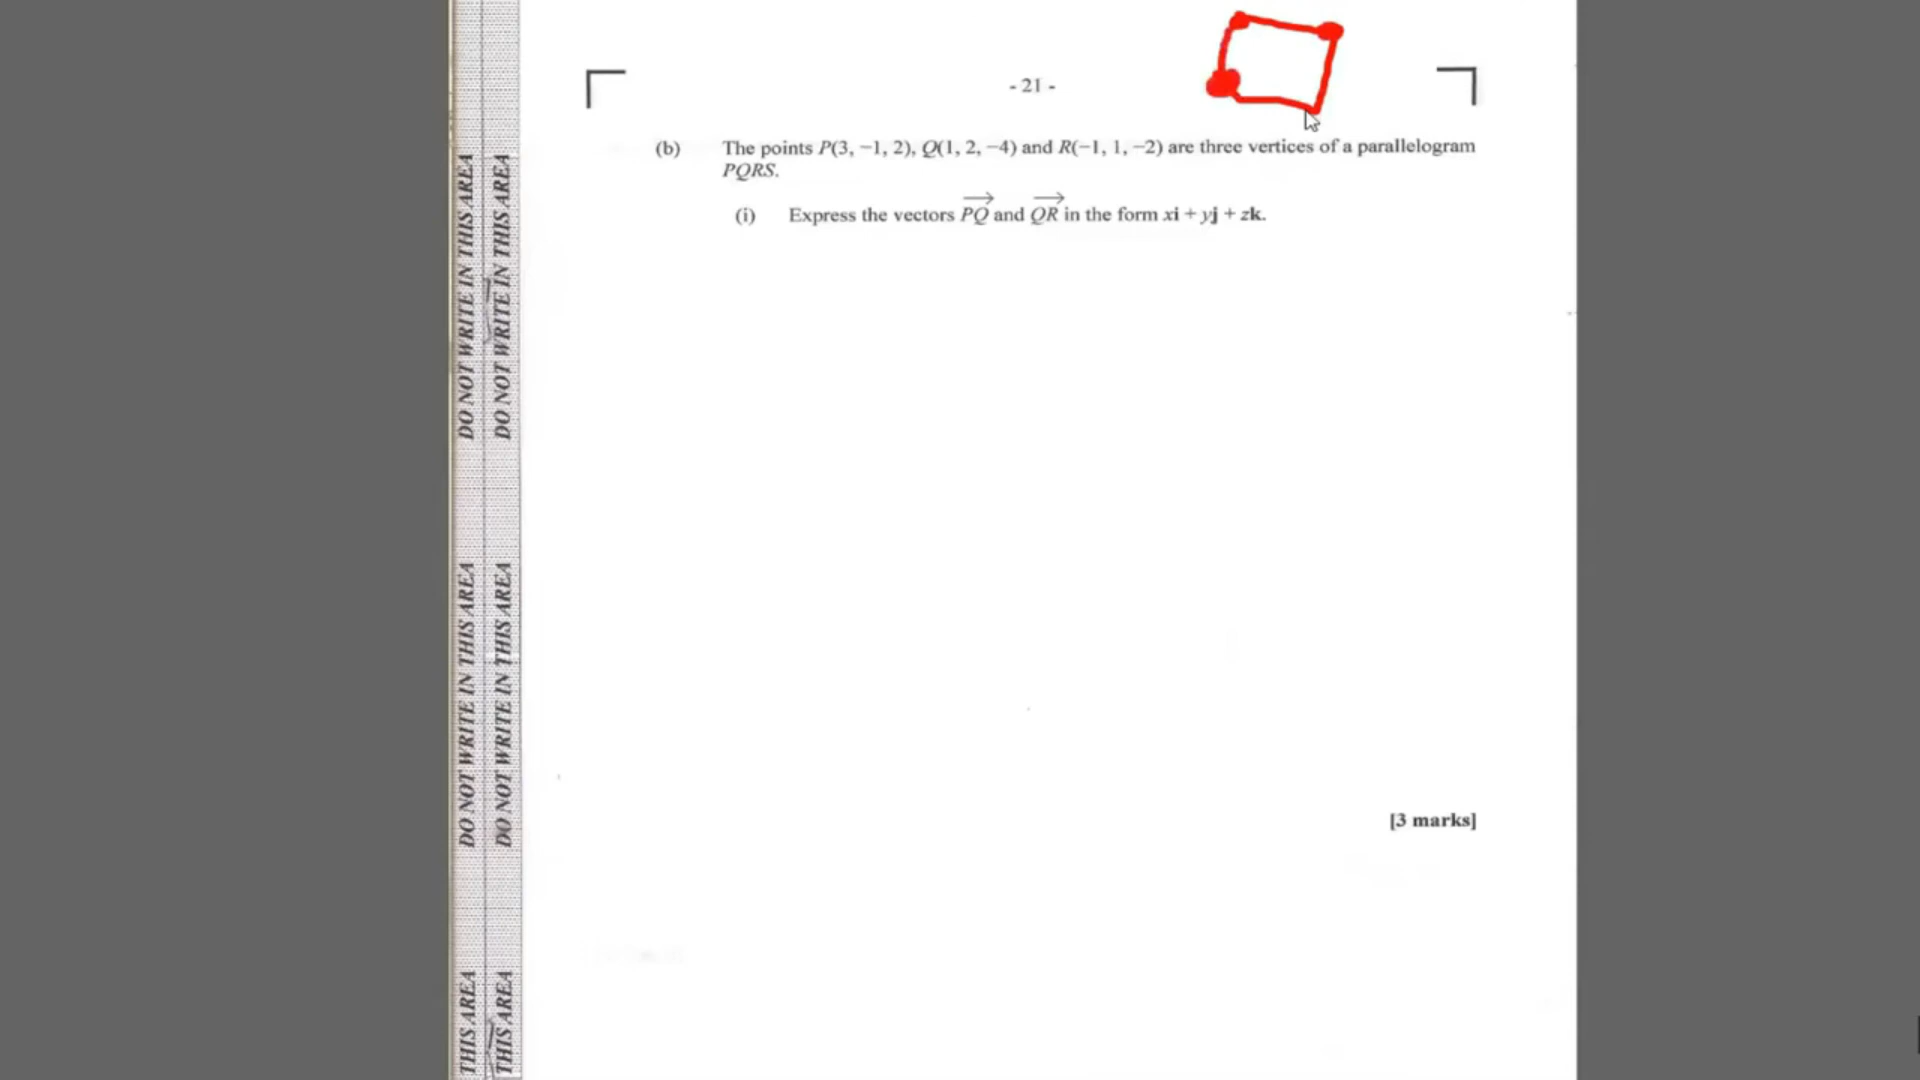 - 21 -
(b) The points P(3, −1, 2), Q(1, 2, −4) and R(−1, 1, −2) are three vertices of a parallelogram
PQRS.
(i) Express the vectors PQ and QR in the form xi + yj + zk.
[3 marks]
DO NOT WRITE IN THIS AREA
DO NOT WRITE IN THIS AREA
DO NOT WRITE IN THIS AREA
DO NOT WRITE IN THIS AREA
THIS AREA
THIS AREA